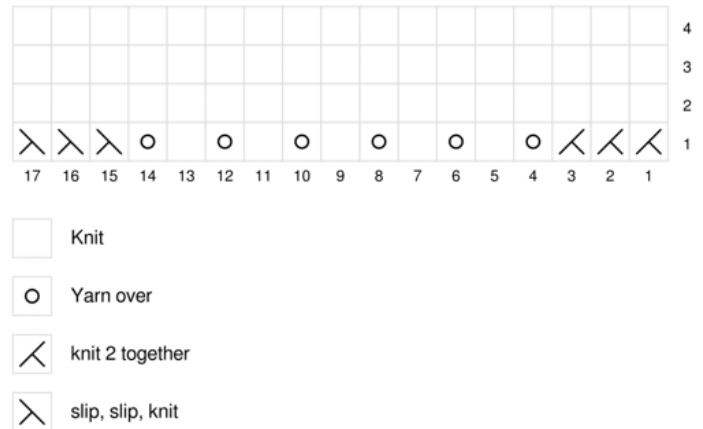 4
3
2
1
17 16 15 14 13 12 11 10 9 8 7 6 5 4 3 2 1
Knit
Yarn over
knit 2 together
slip, slip, knit